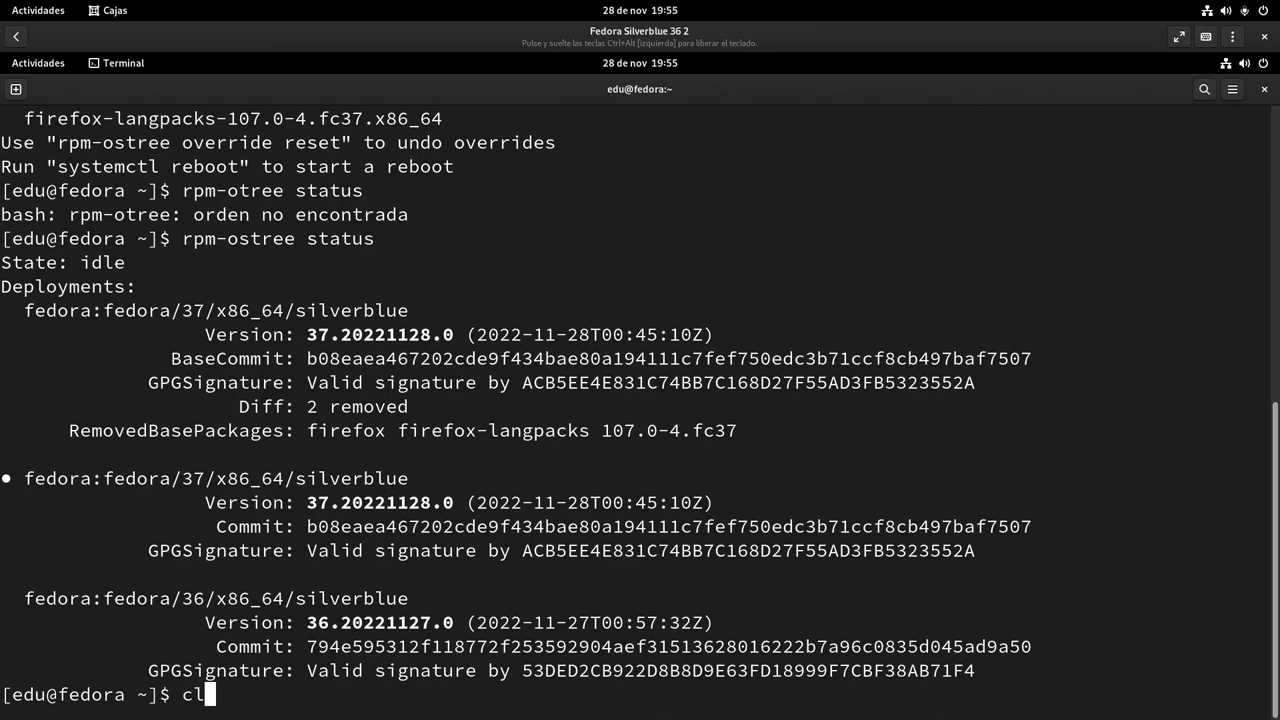 Actividades Cajas 28 de nov 19:55
Fedora Silverblue 36 2
Pulse y suelte las teclas Ctrl+Alt [izquierda] para liberar el teclado.
Actividades Terminal 28 de nov 19:55
edu@fedora:~
firefox-langpacks-107.0-4.fc37.x86_64
Use "rpm-ostree override reset" to undo overrides
Run "systemctl reboot" to start a reboot
[edu@fedora ~]$ rpm-otree status
bash: rpm-otree: orden no encontrada
[edu@fedora ~]$ rpm-ostree status
State: idle
Deployments:
fedora:fedora/37/x86_64/silverblue
Version: 37.20221128.0 (2022-11-28T00:45:10Z)
BaseCommit: b08eaea467202cde9f434bae80a194111c7fef750edc3b71ccf8cb497baf7507
GPGSignature: Valid signature by ACB5EE4E831C74BB7C168D27F55AD3FB5323552A
Diff: 2 removed
RemovedBasePackages: firefox firefox-langpacks 107.0-4.fc37
● fedora:fedora/37/x86_64/silverblue
Version: 37.20221128.0 (2022-11-28T00:45:10Z)
Commit: b08eaea467202cde9f434bae80a194111c7fef750edc3b71ccf8cb497baf7507
GPGSignature: Valid signature by ACB5EE4E831C74BB7C168D27F55AD3FB5323552A
fedora:fedora/36/x86_64/silverblue
Version: 36.20221127.0 (2022-11-27T00:57:32Z)
Commit: 794e595312f118772f253592904aef31513628016222b7a96c0835d045ad9a50
GPGSignature: Valid signature by 53DED2CB922D8B8D9E63FD18999F7CBF38AB71F4
[edu@fedora ~]$ cl